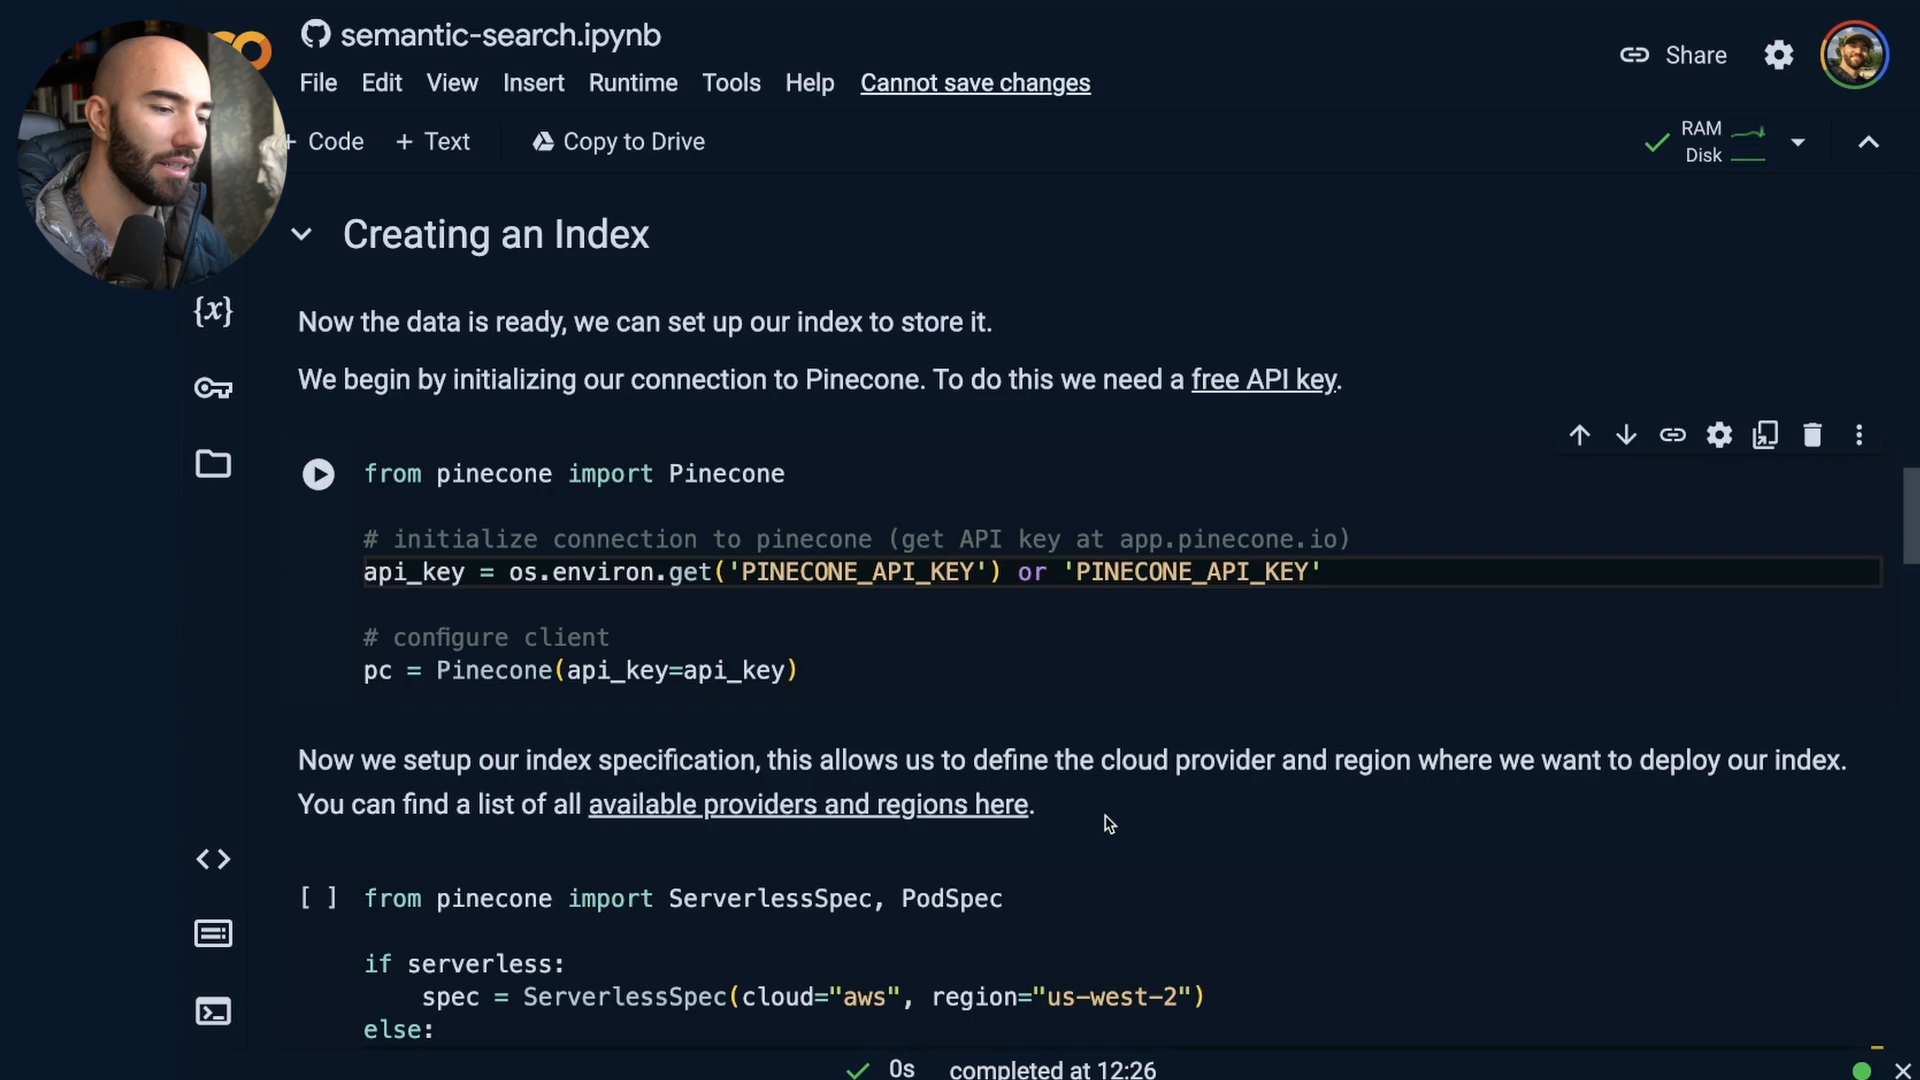 semantic-search.ipynb
Share
File Edit View Insert Runtime Tools Help Cannot save changes
+ Code + Text Copy to Drive
RAM
Disk
Creating an Index
{x}
Now the data is ready, we can set up our index to store it.
We begin by initializing our connection to Pinecone. To do this we need a free API key.
from pinecone import Pinecone
# initialize connection to pinecone (get API key at app.pinecone.io)
api_key = os.environ.get('PINECONE_API_KEY') or 'PINECONE_API_KEY'
# configure client
pc = Pinecone(api_key=api_key)
Now we setup our index specification, this allows us to define the cloud provider and region where we want to deploy our index.
You can find a list of all available providers and regions here.
[ ] from pinecone import ServerlessSpec, PodSpec
if serverless:
spec = ServerlessSpec(cloud="aws", region="us-west-2")
else:
0s completed at 12:26